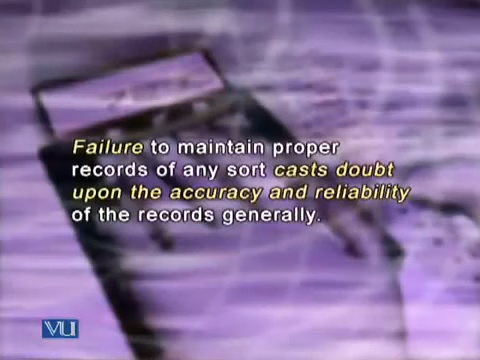 Failure to maintain proper
records of any sort casts doubt
upon the accuracy and reliability
of the records generally.
VU